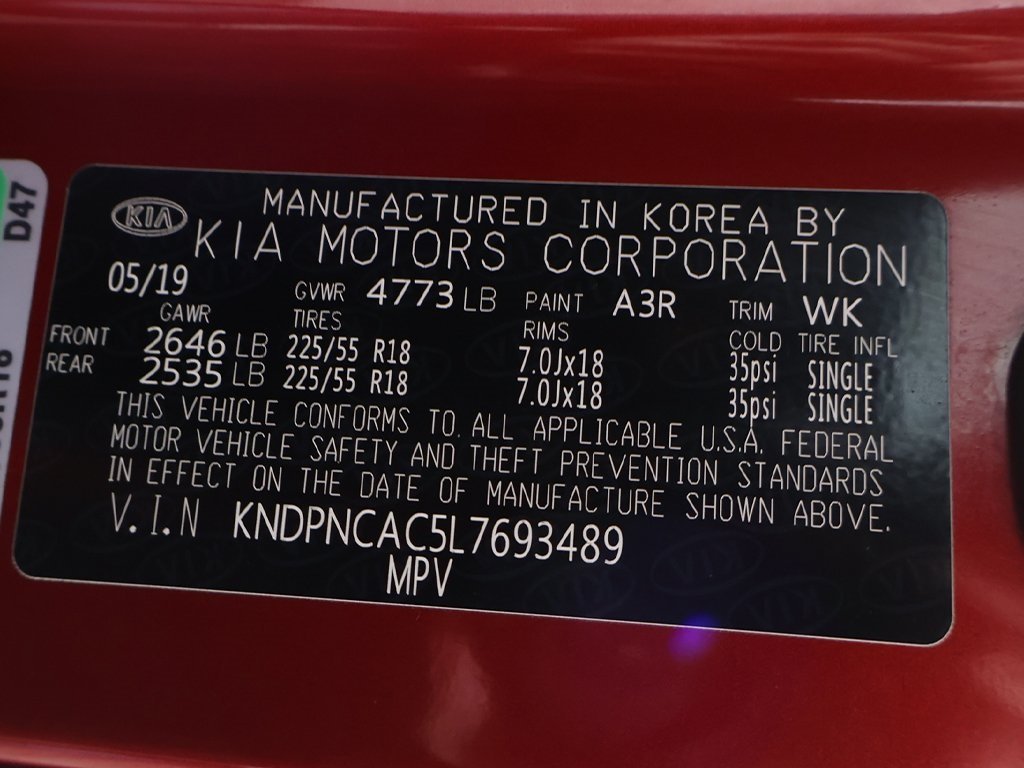 D47
KIA
MANUFACTURED IN KOREA BY
KIA MOTORS CORPORATION
05/19 GVWR 4773 LB PAINT A3R TRIM WK
GAWR TIRES RIMS COLD TIRE INFL
FRONT 2646 LB 225/55 R18 7.0Jx18 35psi SINGLE
REAR 2535 LB 225/55 R18 7.0Jx18 35psi SINGLE
THIS VEHICLE CONFORMS TO ALL APPLICABLE U.S.A. FEDERAL
MOTOR VEHICLE SAFETY AND THEFT PREVENTION STANDARDS
IN EFFECT ON THE DATE OF MANUFACTURE SHOWN ABOVE.
V.I.N KNDPNCAC5L7693489
MPV